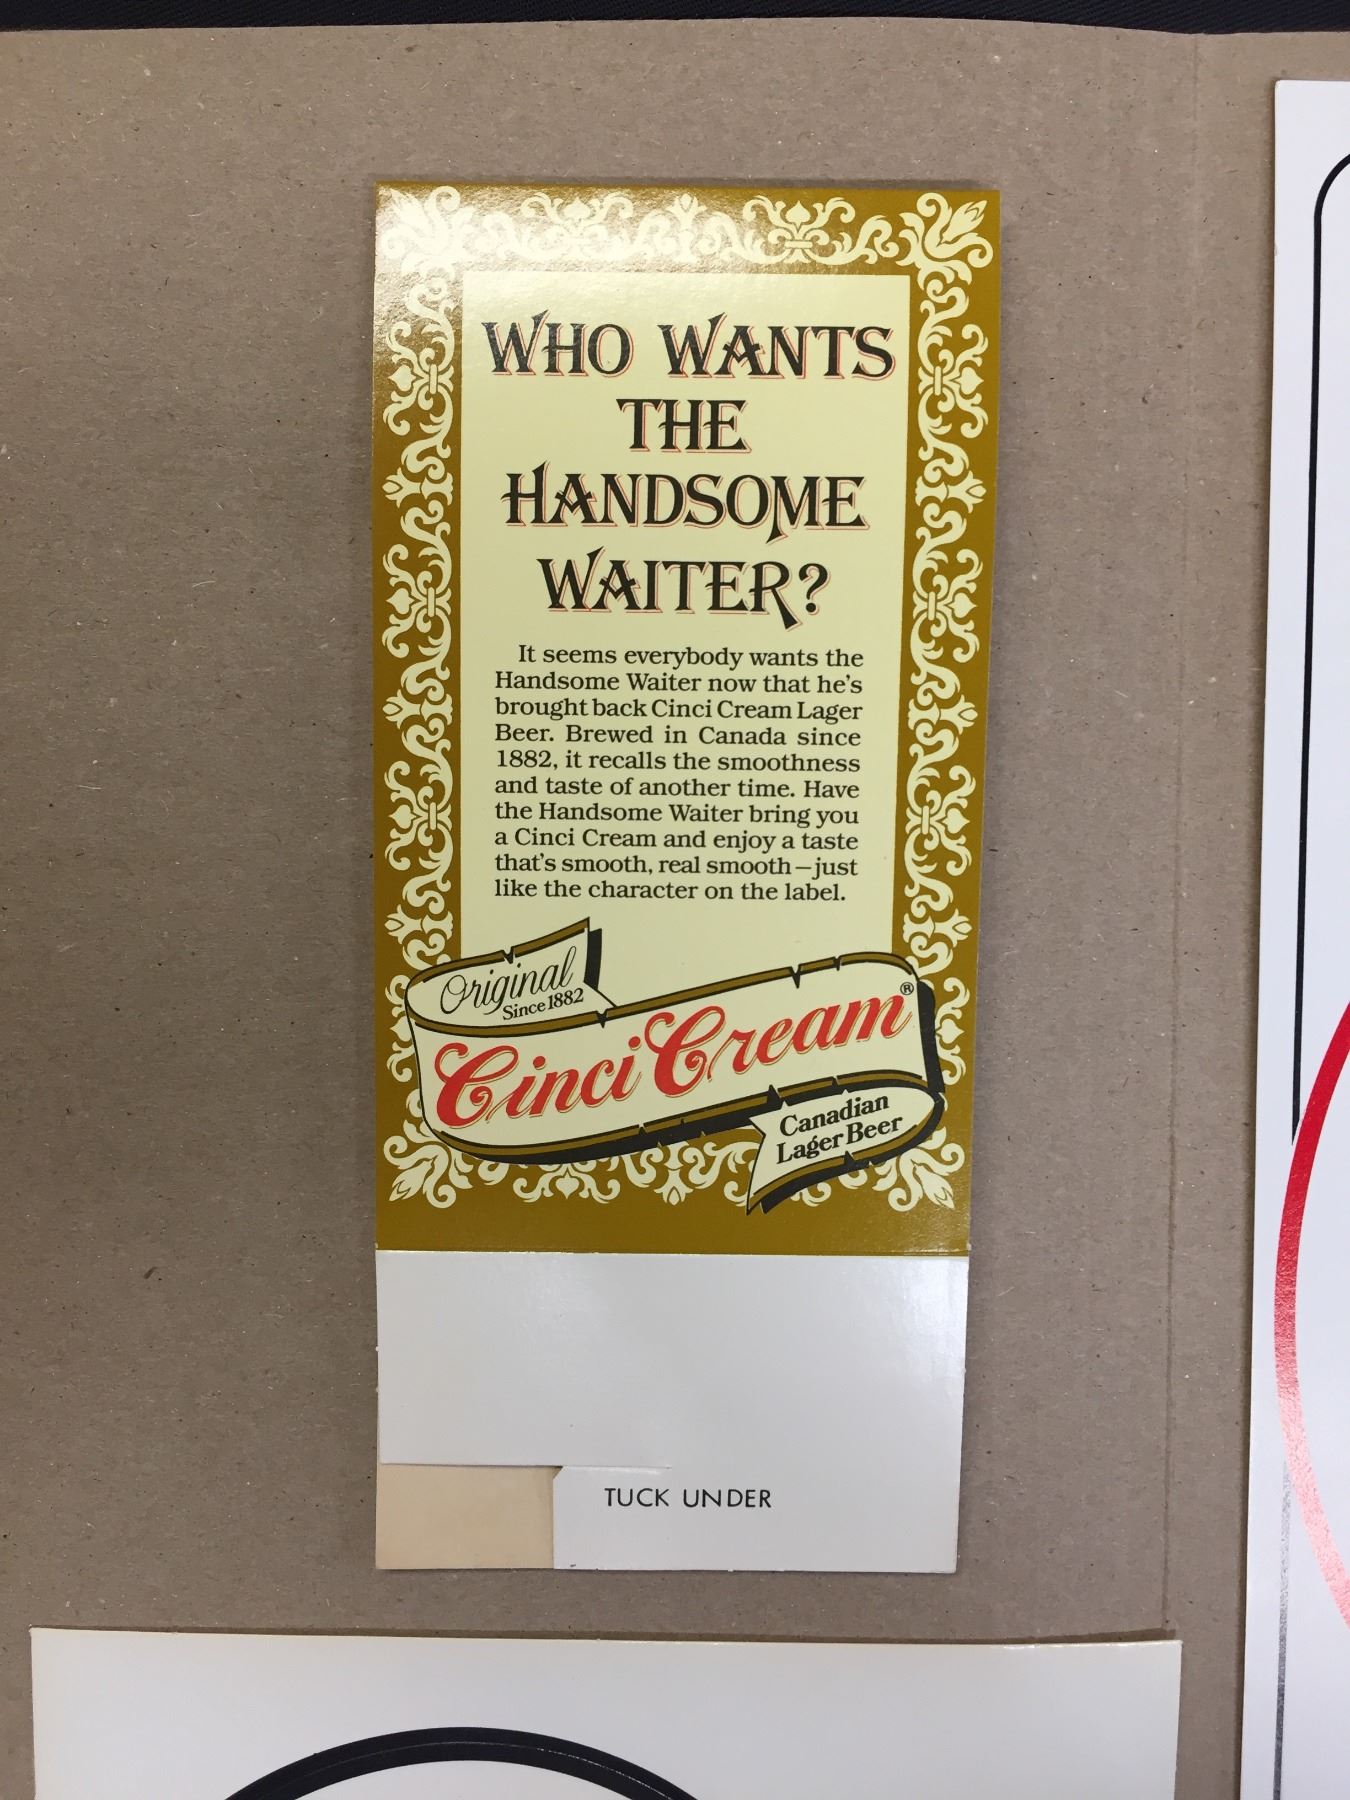 WHO WANTS
THE
HANDSOME
WAITER?
It seems everybody wants the
Handsome Waiter now that he's
brought back Cinci Cream Lager
Beer. Brewed in Canada since
1882, it recalls the smoothness
and taste of another time. Have
the Handsome Waiter bring you
a Cinci Cream and enjoy a taste
that's smooth, real smooth—just
like the character on the label.
Original
Since 1882
Cinci Cream®
Canadian
Lager Beer
TUCK UNDER